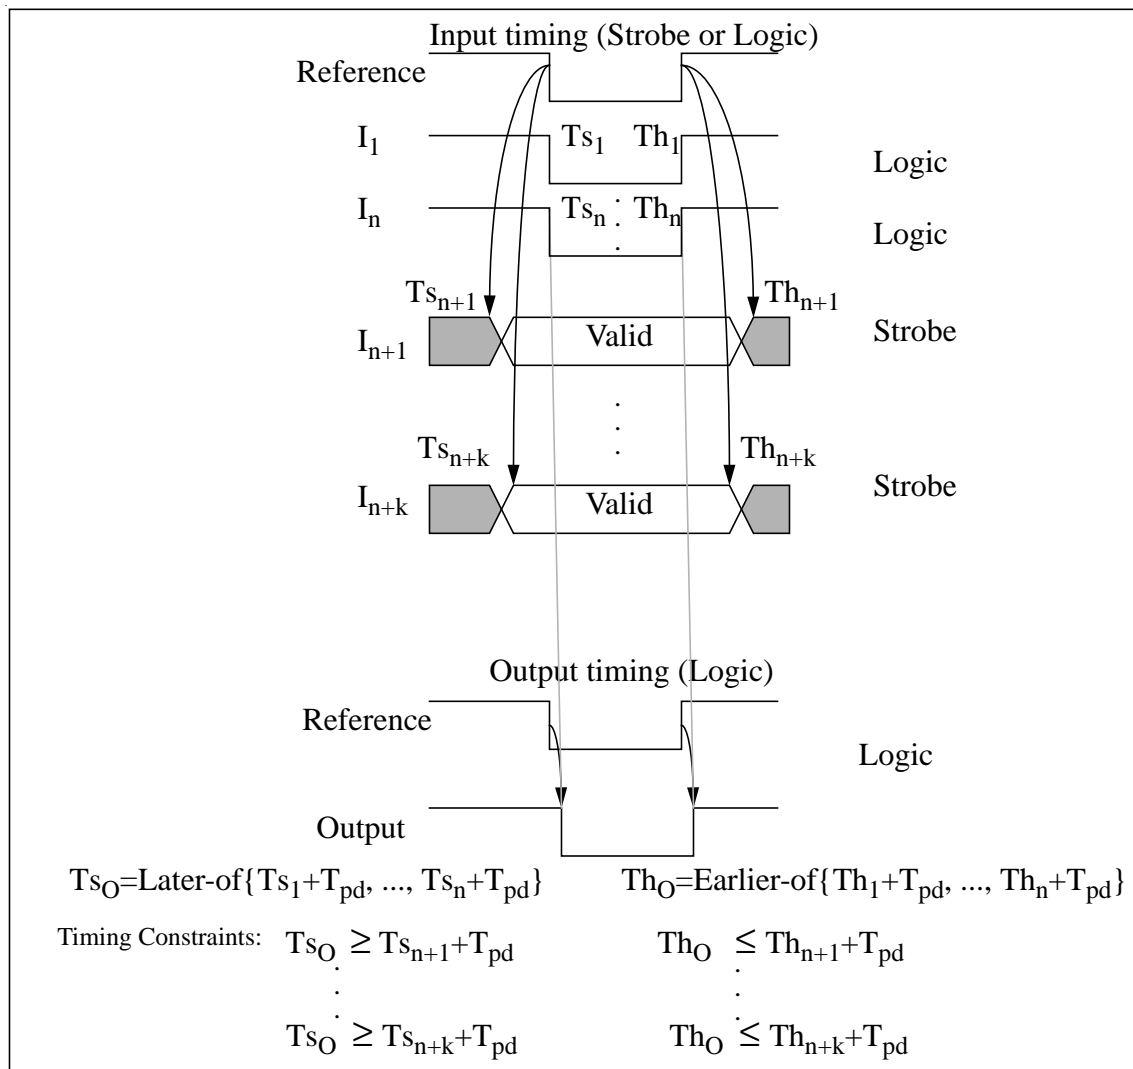 Input timing (Strobe or Logic)
Reference
I1 Ts1 Th1 Logic
In Tsn Thn Logic
Tsn+1 Thn+1
In+1 Valid Strobe
Tsn+k Thn+k
In+k Valid Strobe
Output timing (Logic)
Reference
Logic
Output
TsO=Later-of{Ts1+Tpd, ..., Tsn+Tpd} ThO=Earlier-of{Th1+Tpd, ..., Thn+Tpd}
Timing Constraints: TsO ≥ Tsn+1+Tpd ThO ≤ Thn+1+Tpd
TsO ≥ Tsn+k+Tpd ThO ≤ Thn+k+Tpd